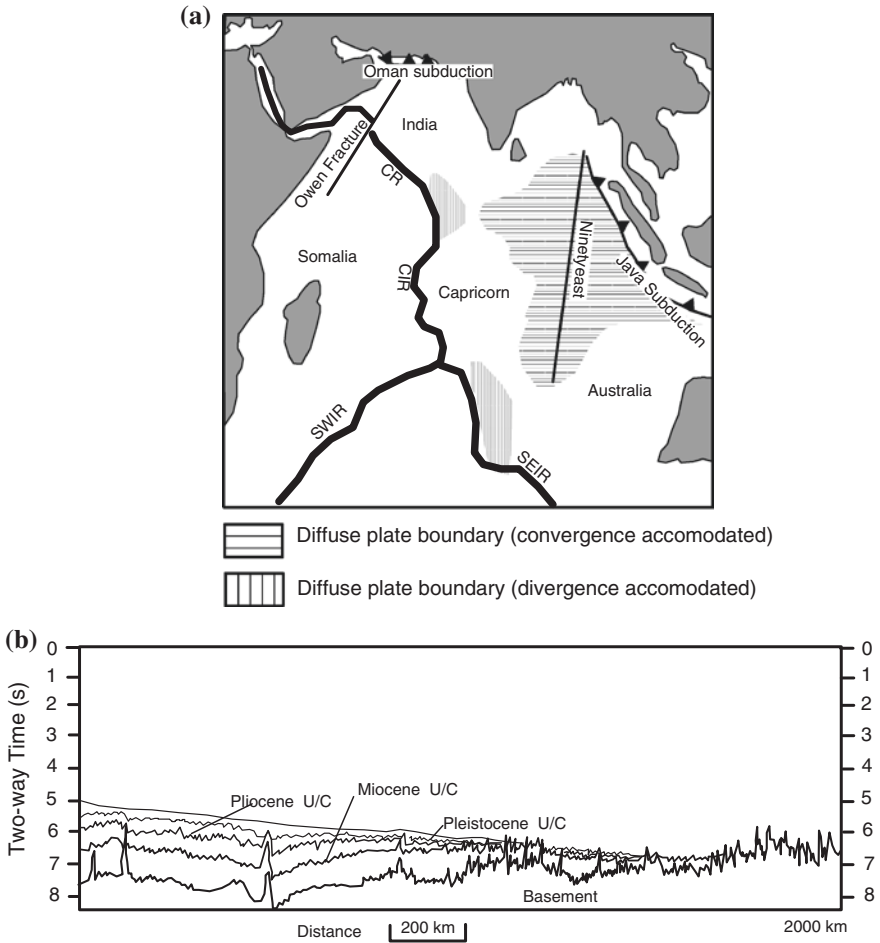 (a)
Oman subduction
India
Owen Fracture
CR
Somalia
CIR
Capricorn
Ninetyeast
Java Subduction
Australia
SWIR
SEIR
Diffuse plate boundary (convergence accomodated)
Diffuse plate boundary (divergence accomodated)
(b)
Two-way Time (s)
0
1
2
3
4
5
6
7
8
Pliocene U/C
Miocene U/C
Pleistocene U/C
Basement
0
1
2
3
4
5
6
7
8
Distance
200 km
2000 km